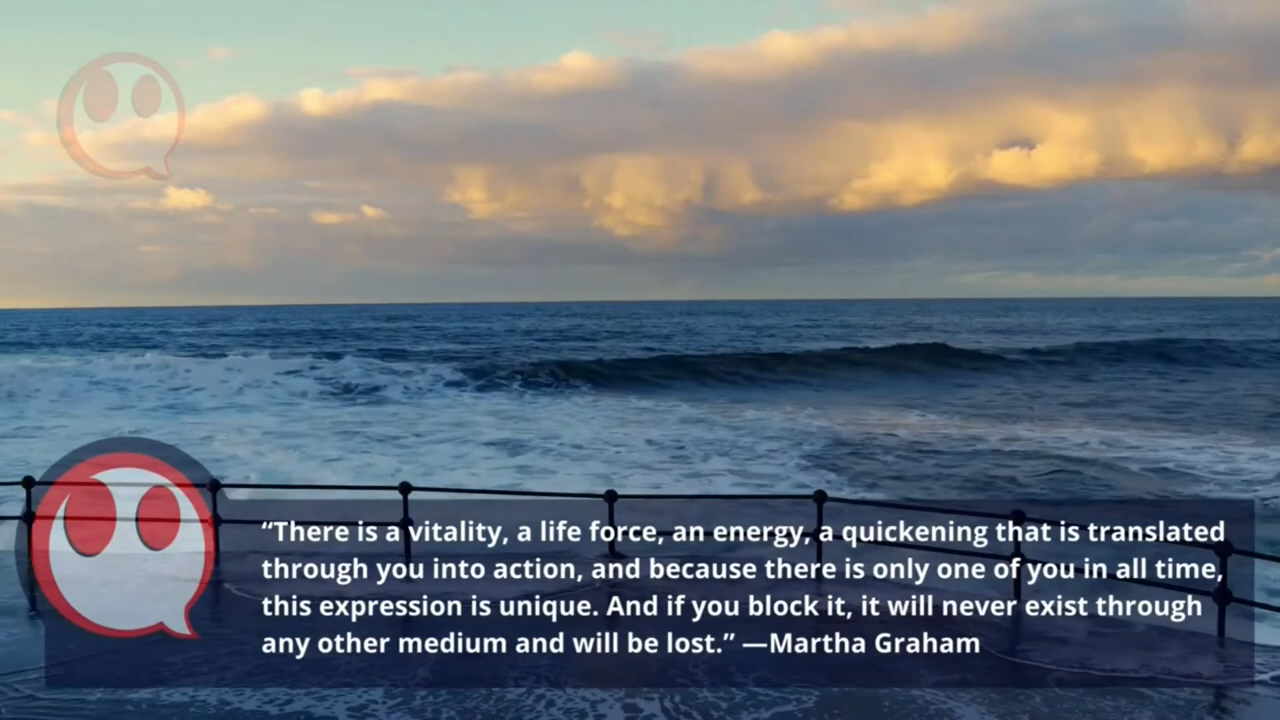 “There is a vitality, a life force, an energy, a quickening that is translated
through you into action, and because there is only one of you in all time,
this expression is unique. And if you block it, it will never exist through
any other medium and will be lost.” —Martha Graham